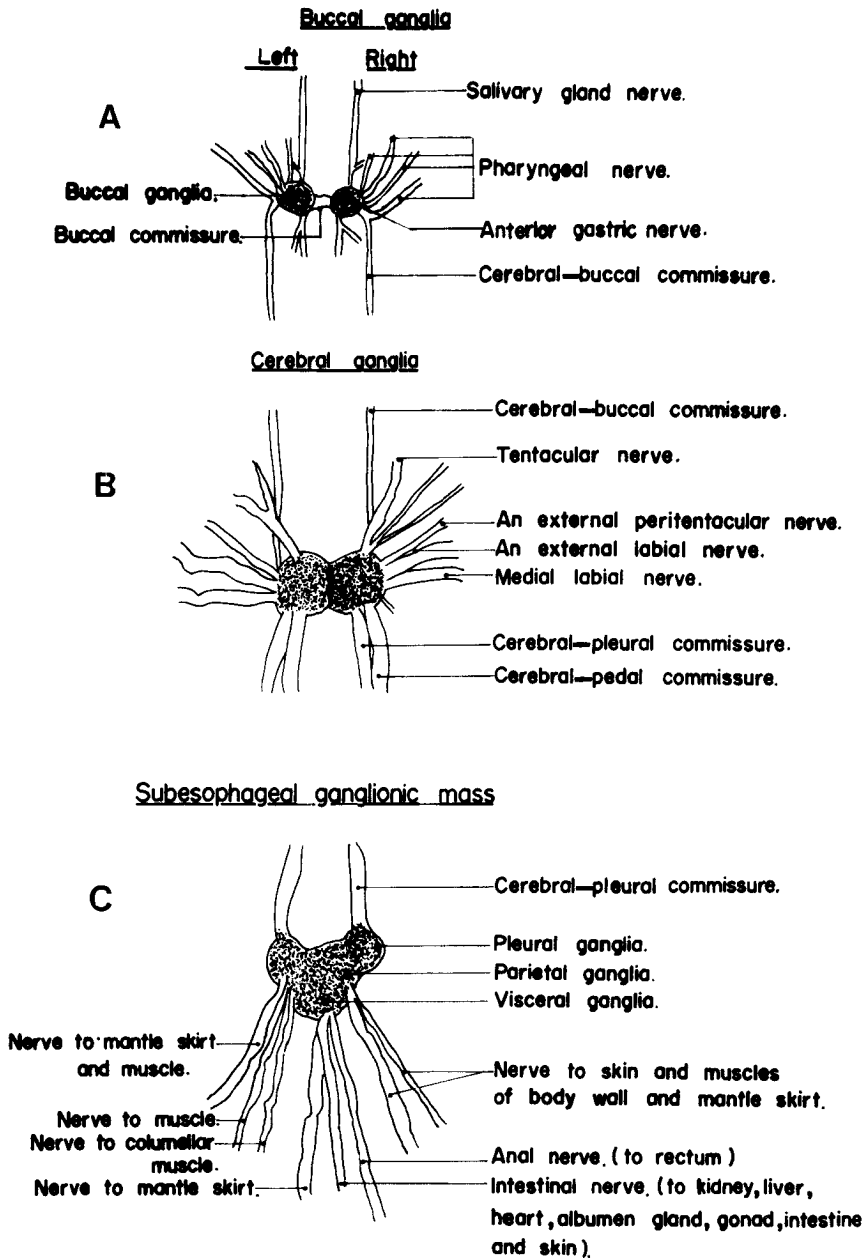 Buccal ganglia
Left
Right
A
Salivary gland nerve.
Pharyngeal nerve.
Buccal ganglia.
Buccal commissure.
Anterior gastric nerve.
Cerebral-buccal commissure.
Cerebral ganglia
B
Cerebral-buccal commissure.
Tentacular nerve.
An external peritentacular nerve.
An external labial nerve.
Medial labial nerve.
Cerebral-pleural commissure.
Cerebral-pedal commissure.
Subesophageal ganglionic mass
C
Cerebral-pleural commissure.
Pleural ganglia.
Parietal ganglia.
Visceral ganglia.
Nerve to mantle skirt
and muscle.
Nerve to muscle.
Nerve to columellar
muscle.
Nerve to mantle skirt.
Nerve to skin and muscles
of body wall and mantle skirt.
Anal nerve. (to rectum)
Intestinal nerve. (to kidney, liver,
heart, albumen gland, gonad, intestine
and skin).